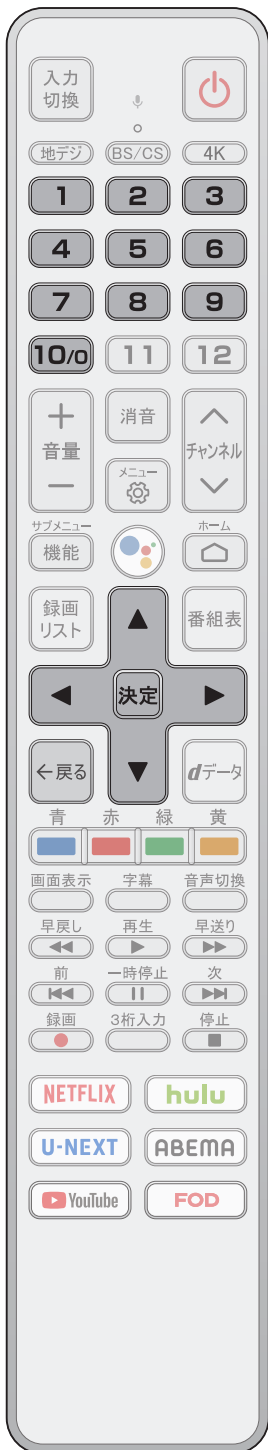 入力
切換
地デジ BS/CS 4K
1 2 3
4 5 6
7 8 9
10/0 11 12
+ 消音
音量 チャンネル
− メニュー
サブメニュー ホーム
機能
録画
リスト 番組表
決定
←戻る dデータ
青 赤 緑 黄
画面表示 字幕 音声切換
早戻し 再生 早送り
前 一時停止 次
録画 3桁入力 停止
NETFLIX hulu
U-NEXT ABEMA
YouTube FOD